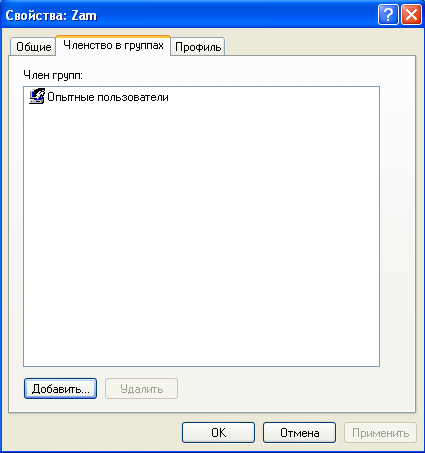 Свойства: Zam
?
Общие
Членство в группах
Профиль
Член групп:
Опытные пользователи
Добавить...
Удалить
OK
Отмена
Применить